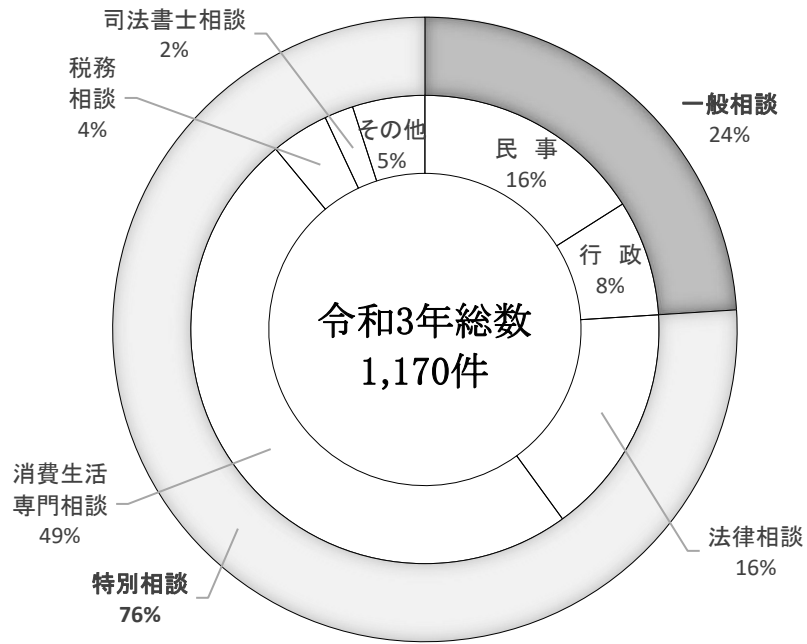 司法書士相談
2%
税務
相談
4%
その他
5%
民 事
16%
一般相談
24%
行 政
8%
令和3年総数
1,170件
消費生活
専門相談
49%
特別相談
76%
法律相談
16%